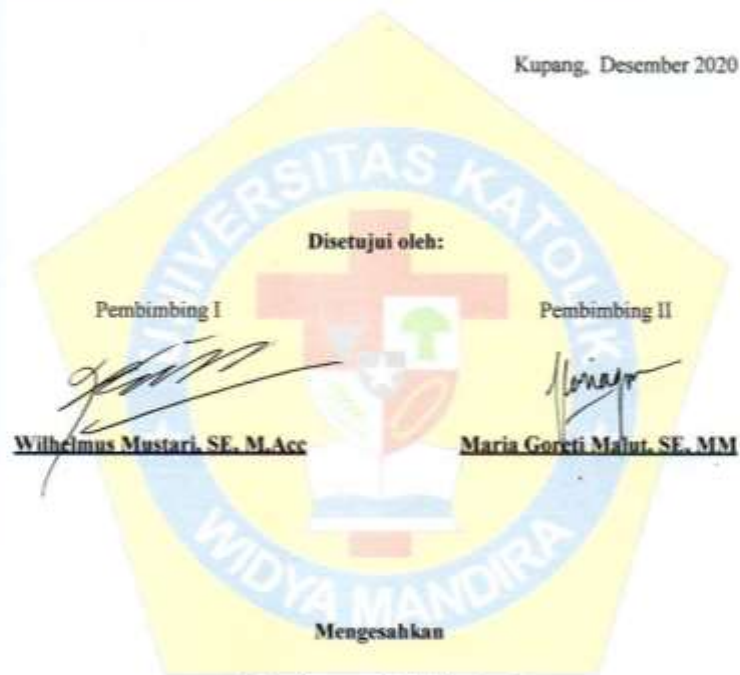 Kupang, Desember 2020
UNIVERSITAS KATOLIK
Disetujui oleh:
Pembimbing I
Pembimbing II
Wilhelmus Mustari, SE, M.Acc
Maria Goreti Malut, SE, MM
WIDYA MANDIRA
Mengesahkan